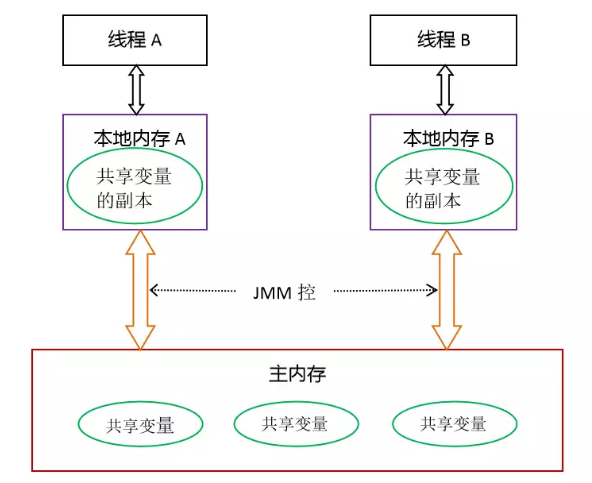 线程 A
线程 B
本地内存 A
本地内存 B
共享变量
的副本
共享变量
的副本
JMM 控
主内存
共享变量
共享变量
共享变量